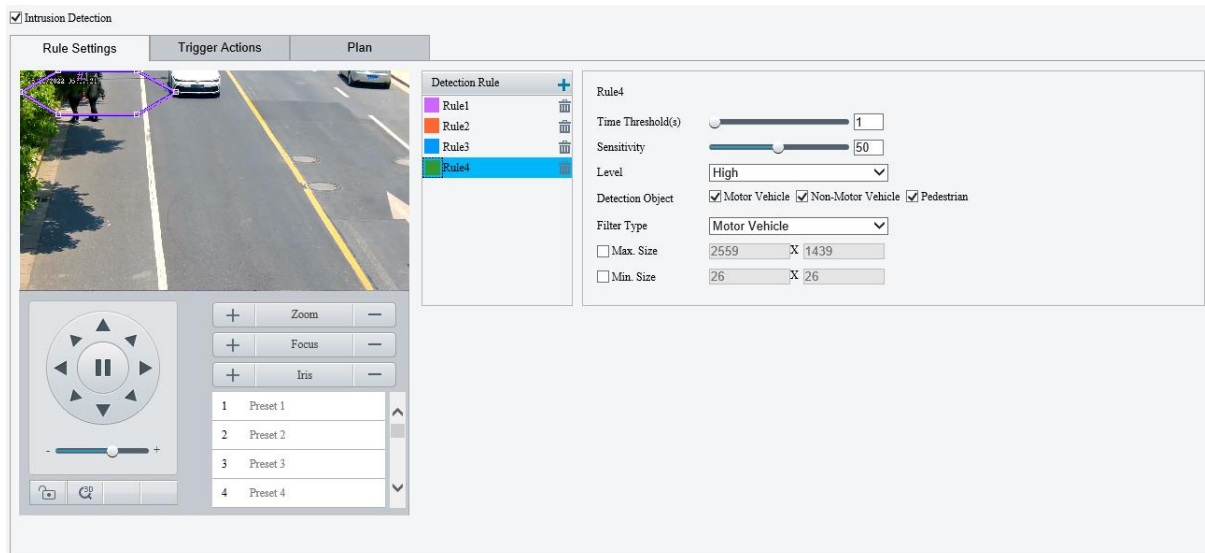 Intrusion Detection
Rule Settings Trigger Actions Plan
#1
Detection Rule
Rule1
Rule2
Rule3
Rule4
Rule4
Time Threshold(s) 1
Sensitivity 50
Level High
Detection Object Motor Vehicle Non-Motor Vehicle Pedestrian
Filter Type Motor Vehicle
Max. Size 2559 X 1439
Min. Size 26 X 26
+ Zoom −
+ Focus −
+ Iris −
- +
1 Preset 1
2 Preset 2
3 Preset 3
4 Preset 4
3D